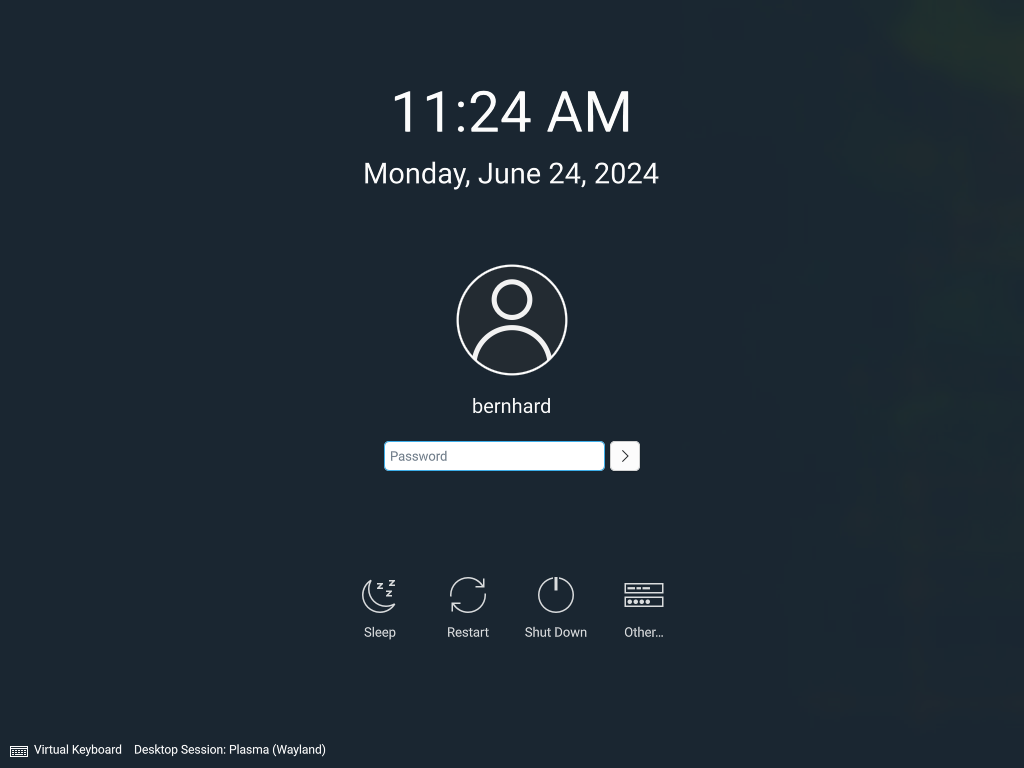 11:24 AM
Monday, June 24, 2024
bernhard
Password
Sleep Restart Shut Down Other...
Virtual Keyboard Desktop Session: Plasma (Wayland)